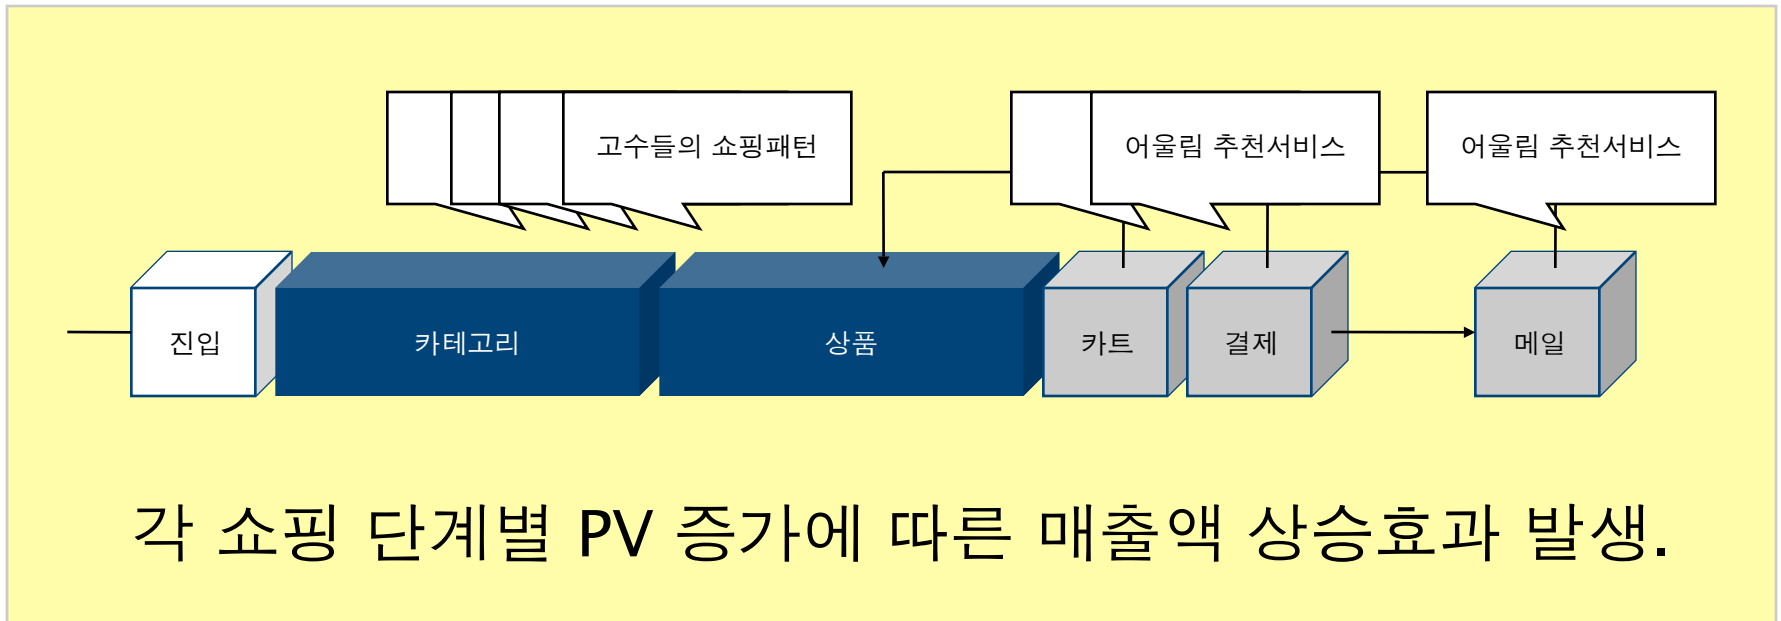 고수들의 쇼핑패턴
어울림 추천서비스
어울림 추천서비스
진입
카테고리
상품
카트
결제
메일
각 쇼핑 단계별 PV 증가에 따른 매출액 상승효과 발생.